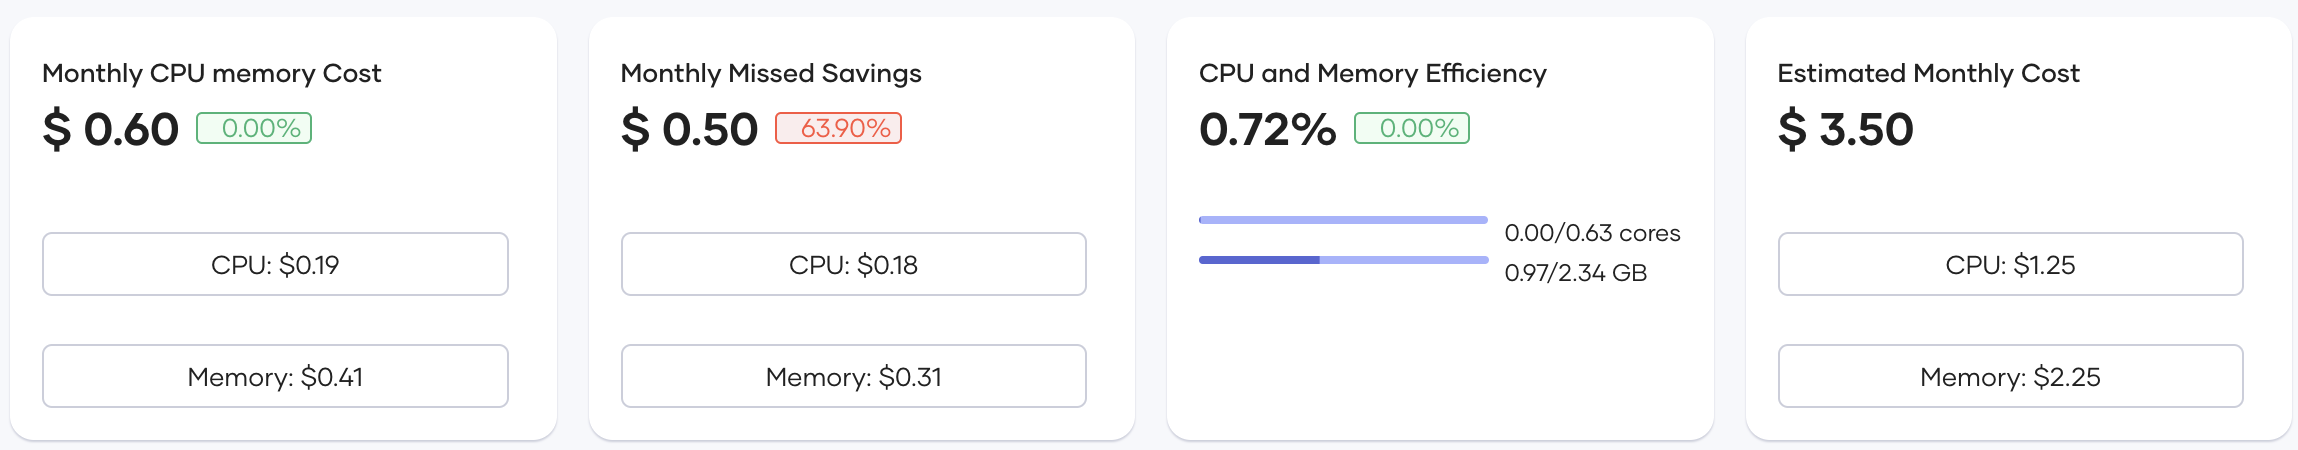 Monthly CPU memory Cost
$ 0.60 0.00%
CPU: $0.19
Memory: $0.41
Monthly Missed Savings
$ 0.50 63.90%
CPU: $0.18
Memory: $0.31
CPU and Memory Efficiency
0.72% 0.00%
0.00/0.63 cores
0.97/2.34 GB
Estimated Monthly Cost
$ 3.50
CPU: $1.25
Memory: $2.25